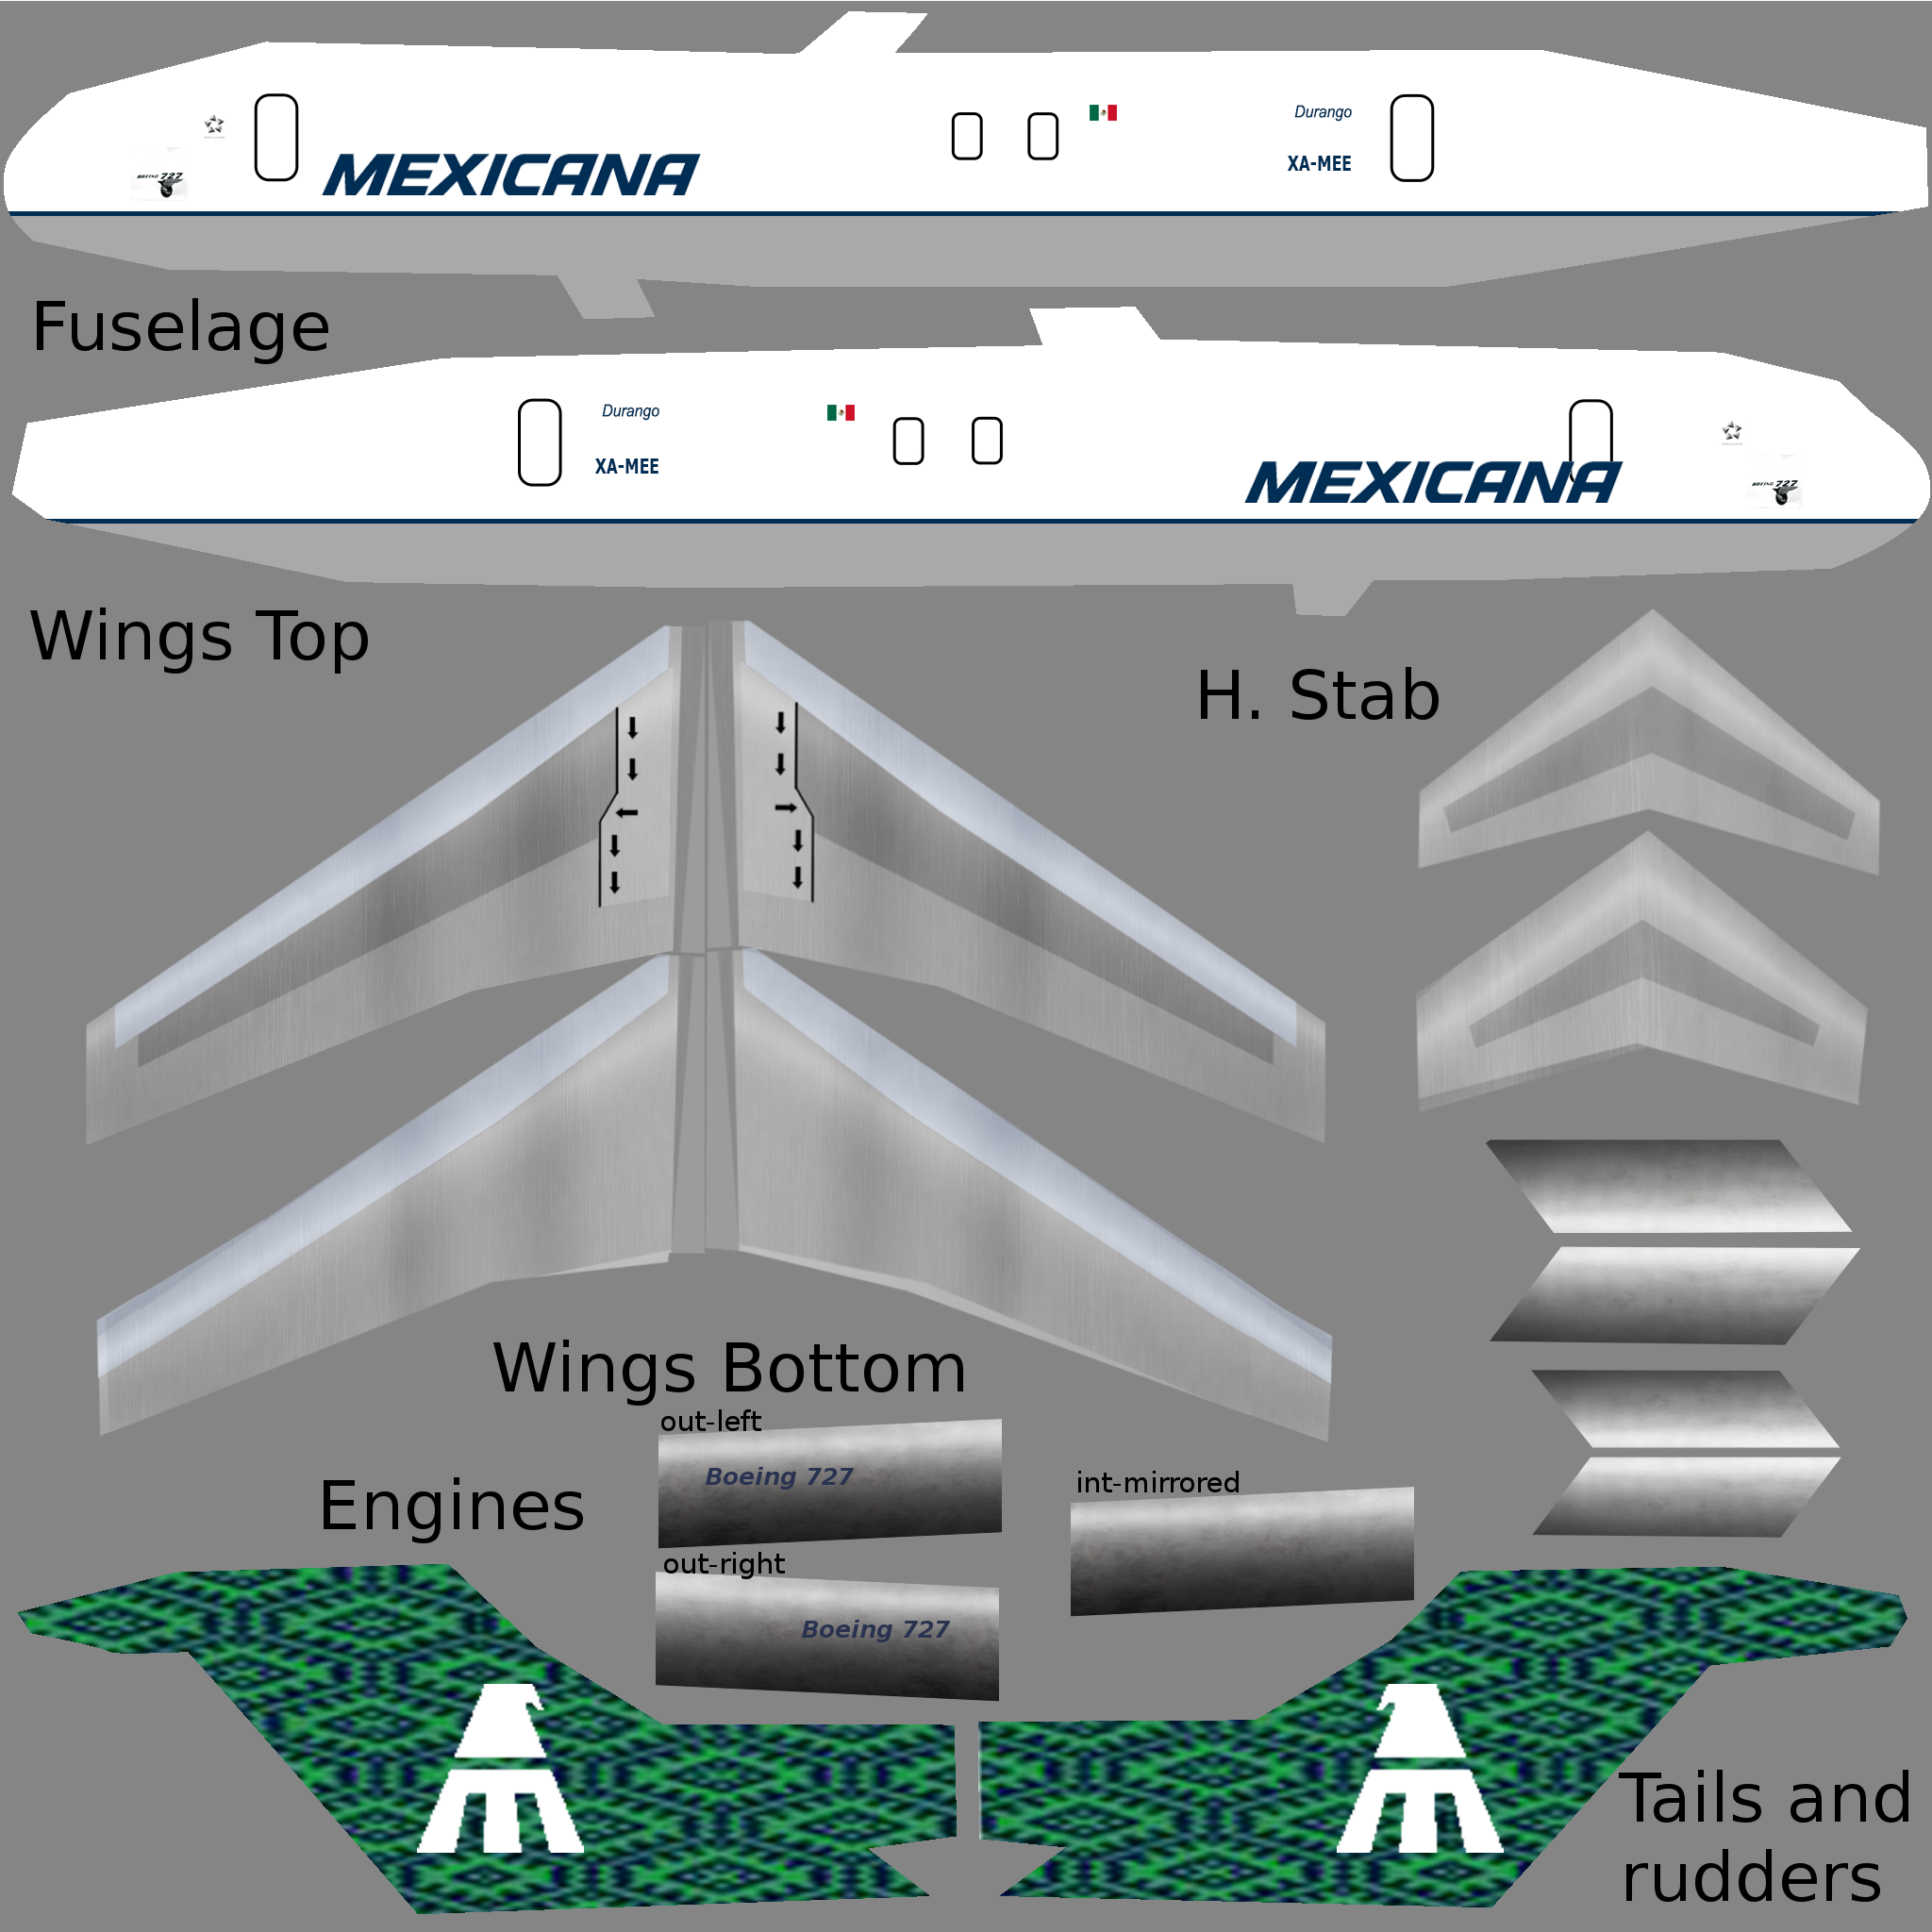 Durango
MEXICANA
XA-MEE
BOEING 727
Fuselage
Durango
XA-MEE
MEXICANA
BOEING 727
Wings Top
H. Stab
Wings Bottom
out-left
Boeing 727
Engines
int-mirrored
out-right
Boeing 727
Tails and
rudders